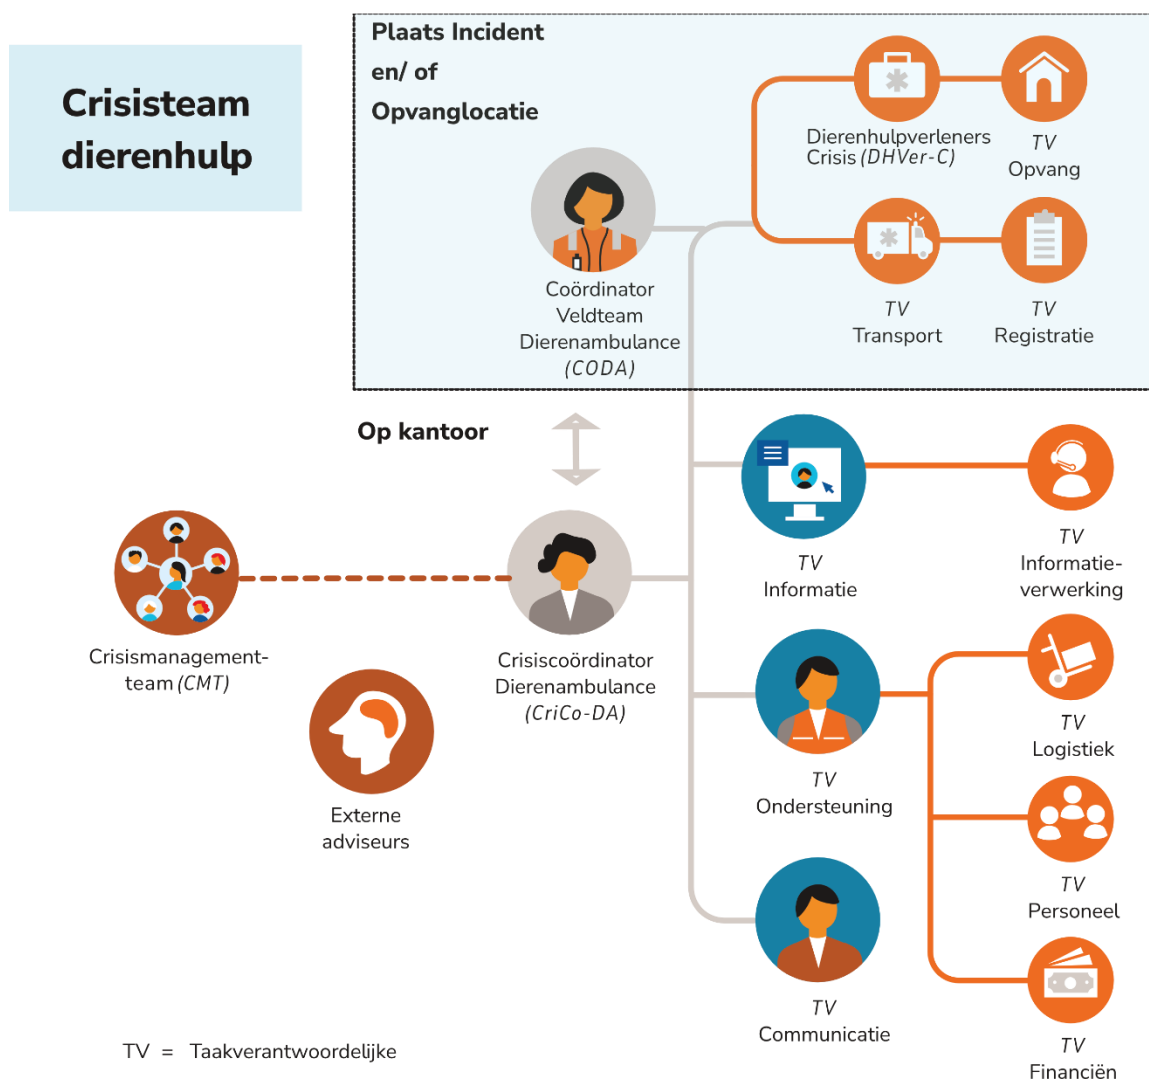 Crisisteam
dierenhulp
Plaats Incident
en/ of
Opvanglocatie
Dierenhulpverleners
Crisis (DHVer-C)
TV
Opvang
Coördinator
Veldteam
Dierenambulance
(CODA)
TV
Transport
TV
Registratie
Op kantoor
TV
Informatie
TV
Informatie-
verwerking
Crisismanagement-
team (CMT)
Crisiscoördinator
Dierenambulance
(CriCo-DA)
Externe
adviseurs
TV
Ondersteuning
TV
Logistiek
TV
Personeel
TV
Communicatie
TV
Financiën
TV = Taakverantwoordelijke